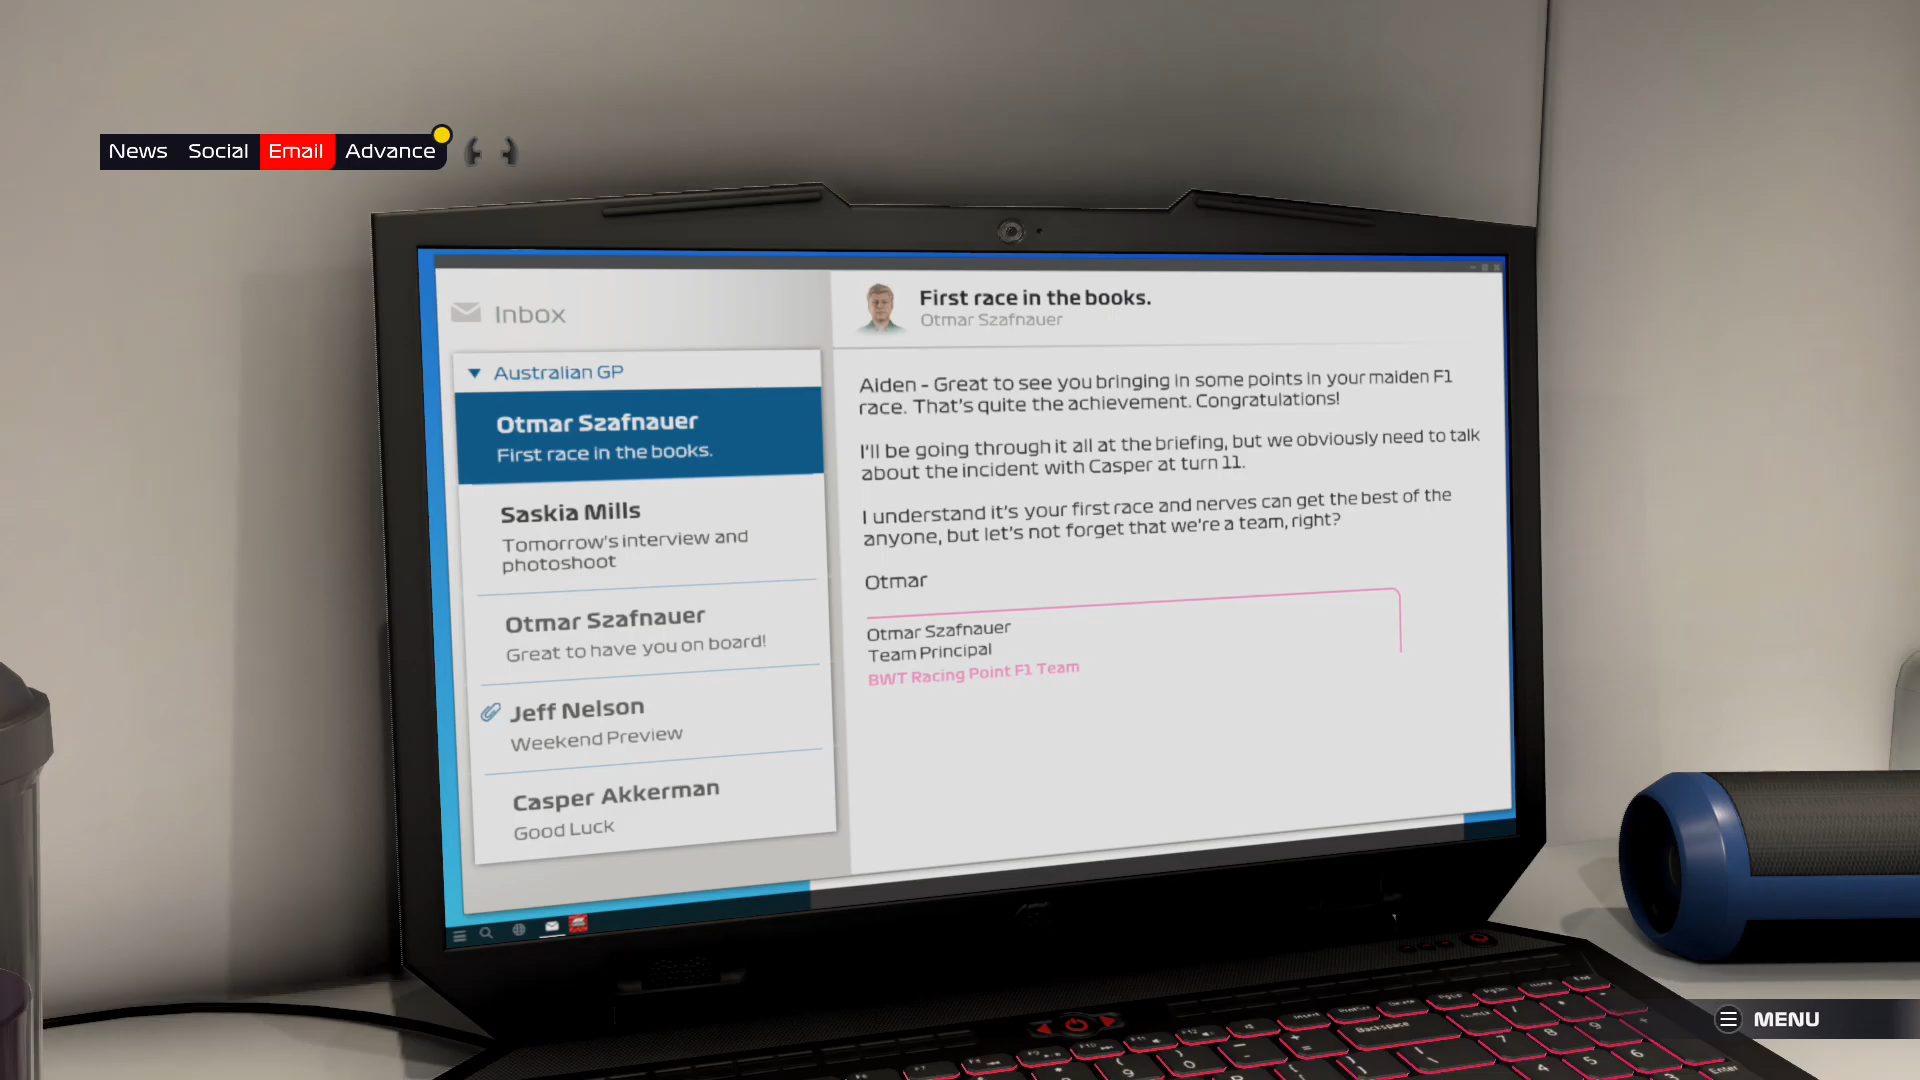 News Social Email Advance
Inbox
Australian GP
Otmar Szafnauer
First race in the books.
Saskia Mills
Tomorrow's interview and
photoshoot
Otmar Szafnauer
Great to have you on board!
Jeff Nelson
Weekend Preview
Casper Akkerman
Good Luck
First race in the books.
Otmar Szafnauer
Aiden - Great to see you bringing in some points in your maiden F1
race. That's quite the achievement. Congratulations!
I'll be going through it all at the briefing, but we obviously need to talk
about the incident with Casper at turn 11.
I understand it's your first race and nerves can get the best of the
anyone, but let's not forget that we're a team, right?
Otmar
Otmar Szafnauer
Team Principal
BWT Racing Point F1 Team
MENU
Backspace
Enter